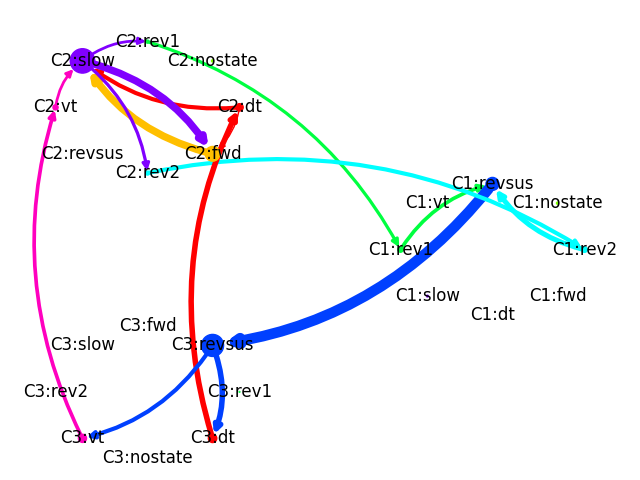 C2:rev1
C2:slow
C2:nostate
C2:vt
C2:dt
C2:revsus
C2:fwd
C2:rev2
C1:revsus
C1:vt
C1:nostate
C1:rev1
C1:rev2
C1:slow
C1:fwd
C1:dt
C3:fwd
C3:slow
C3:revsus
C3:rev2
C3:rev1
C3:vt
C3:dt
C3:nostate